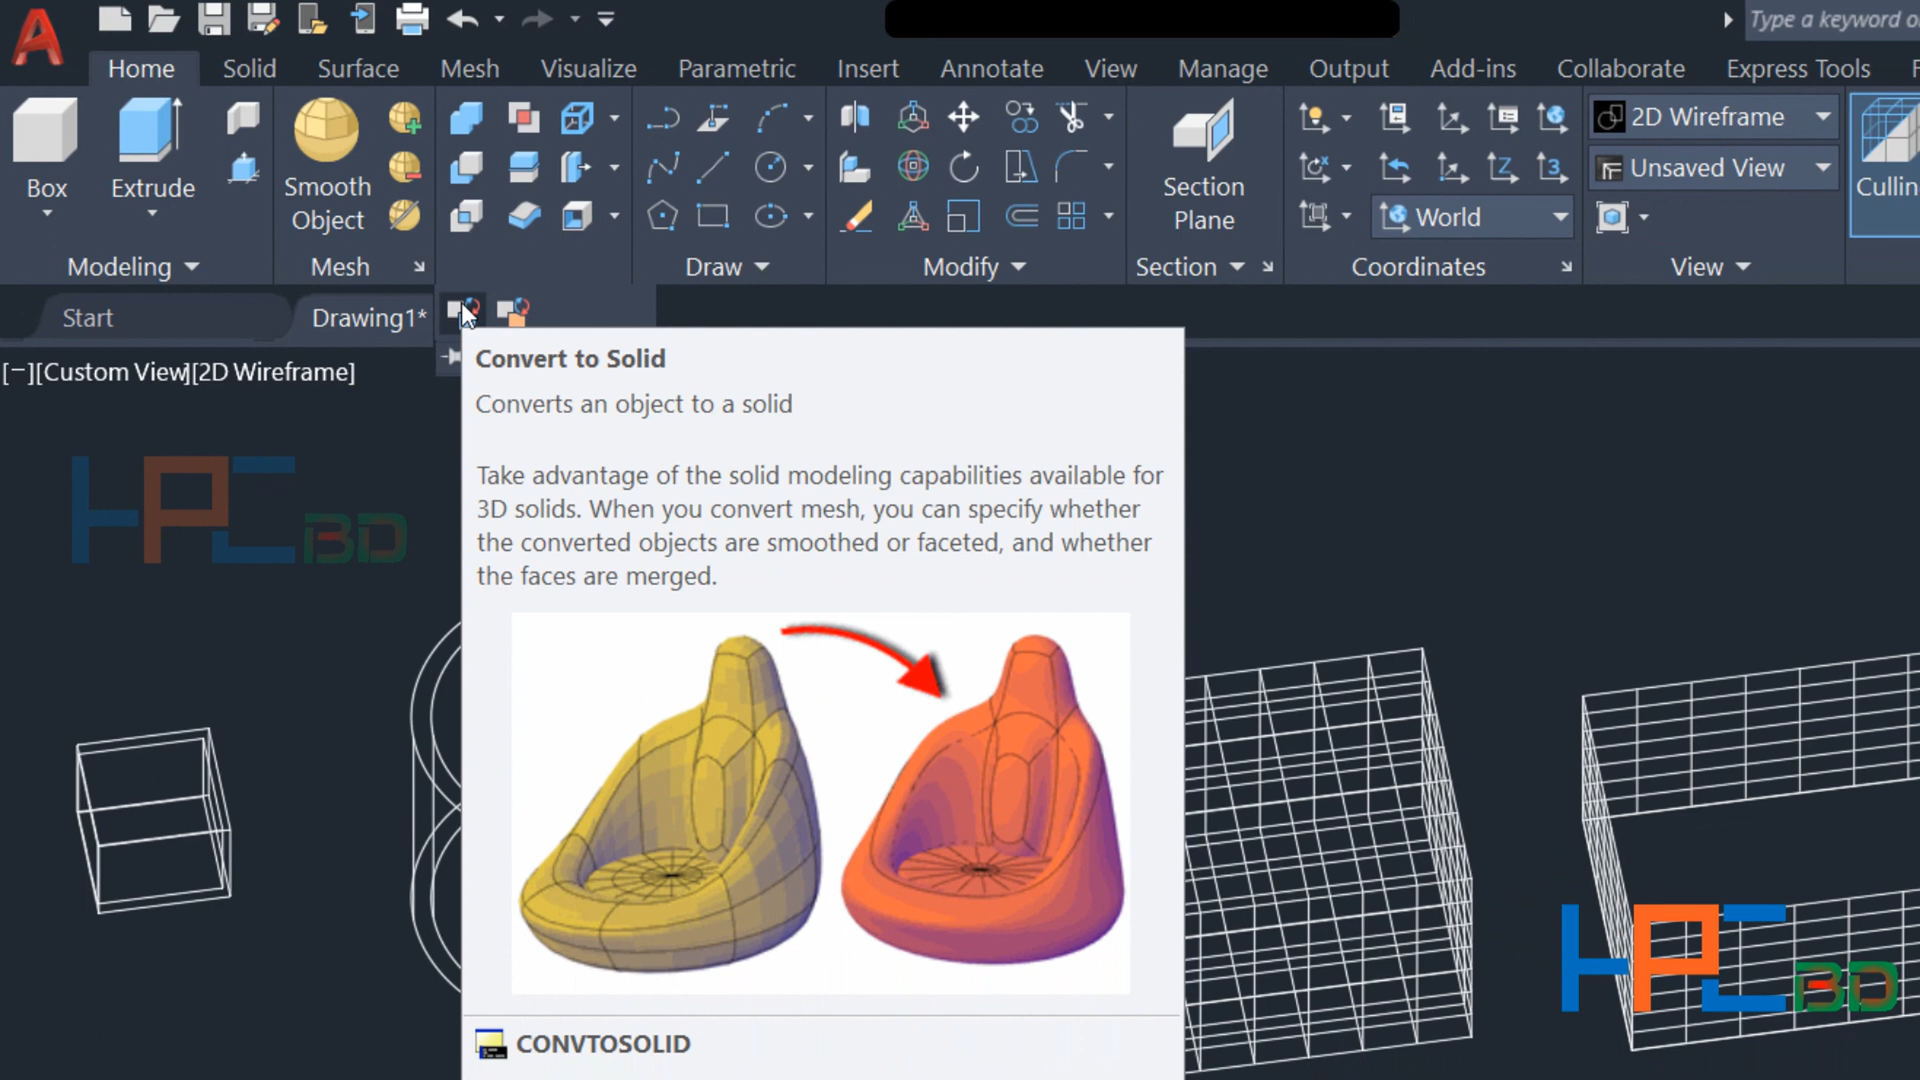 Type a keyword o
Home
Solid
Surface
Mesh
Visualize
Parametric
Insert
Annotate
View
Manage
Output
Add-ins
Collaborate
Express Tools
F
Box
Extrude
Smooth
Object
Section
Plane
2D Wireframe
Unsaved View
World
Cullin
Modeling
Mesh
Draw
Modify
Section
Coordinates
View
Start
Drawing1*
[−][Custom View][2D Wireframe]
Convert to Solid
Converts an object to a solid
Take advantage of the solid modeling capabilities available for
3D solids. When you convert mesh, you can specify whether
the converted objects are smoothed or faceted, and whether
the faces are merged.
CONVTOSOLID
HPC BD
HPC BD